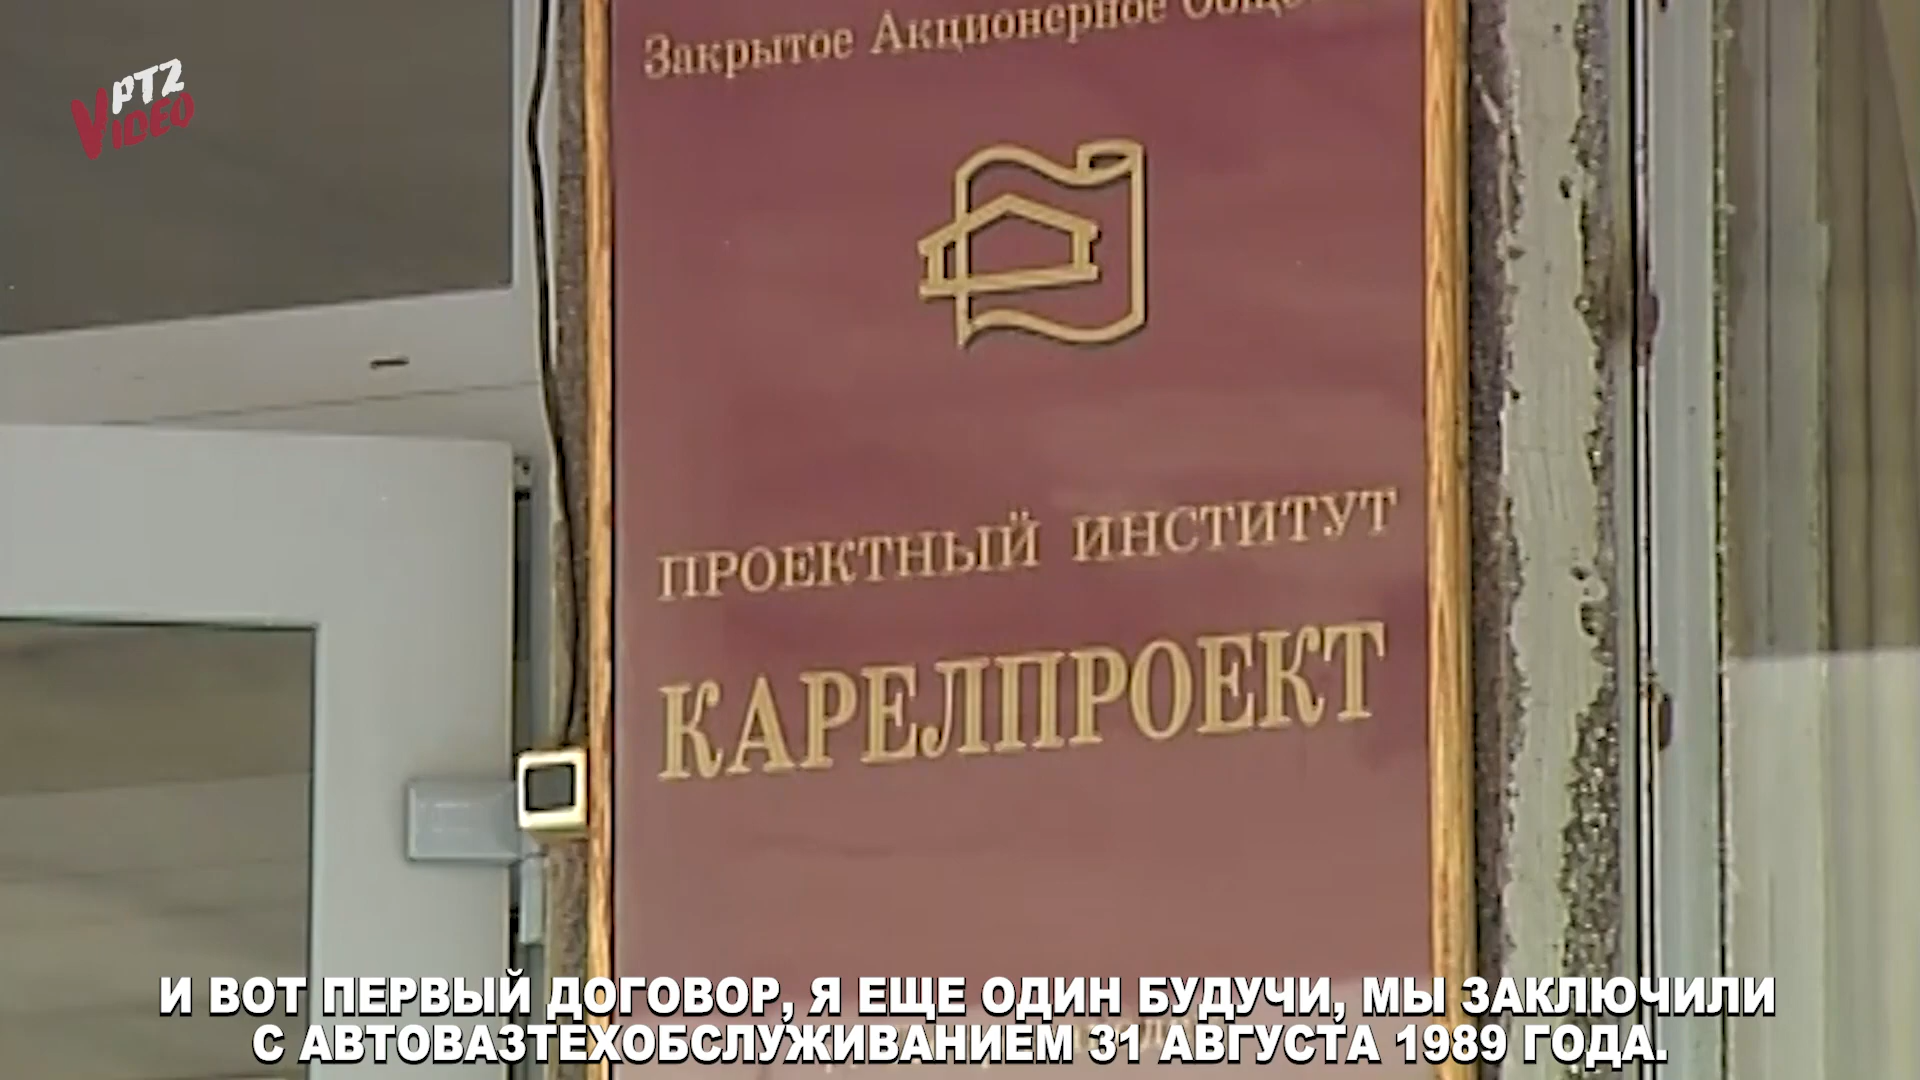 PTZ
VIDEO
Закрытое Акционерное
ПРОЕКТНЫЙ ИНСТИТУТ
КАРЕЛПРОЕКТ
И ВОТ ПЕРВЫЙ ДОГОВОР, Я ЕЩЕ ОДИН БУДУЧИ, МЫ ЗАКЛЮЧИЛИ
С АВТОВАЗТЕХОБСЛУЖИВАНИЕМ 31 АВГУСТА 1989 ГОДА.